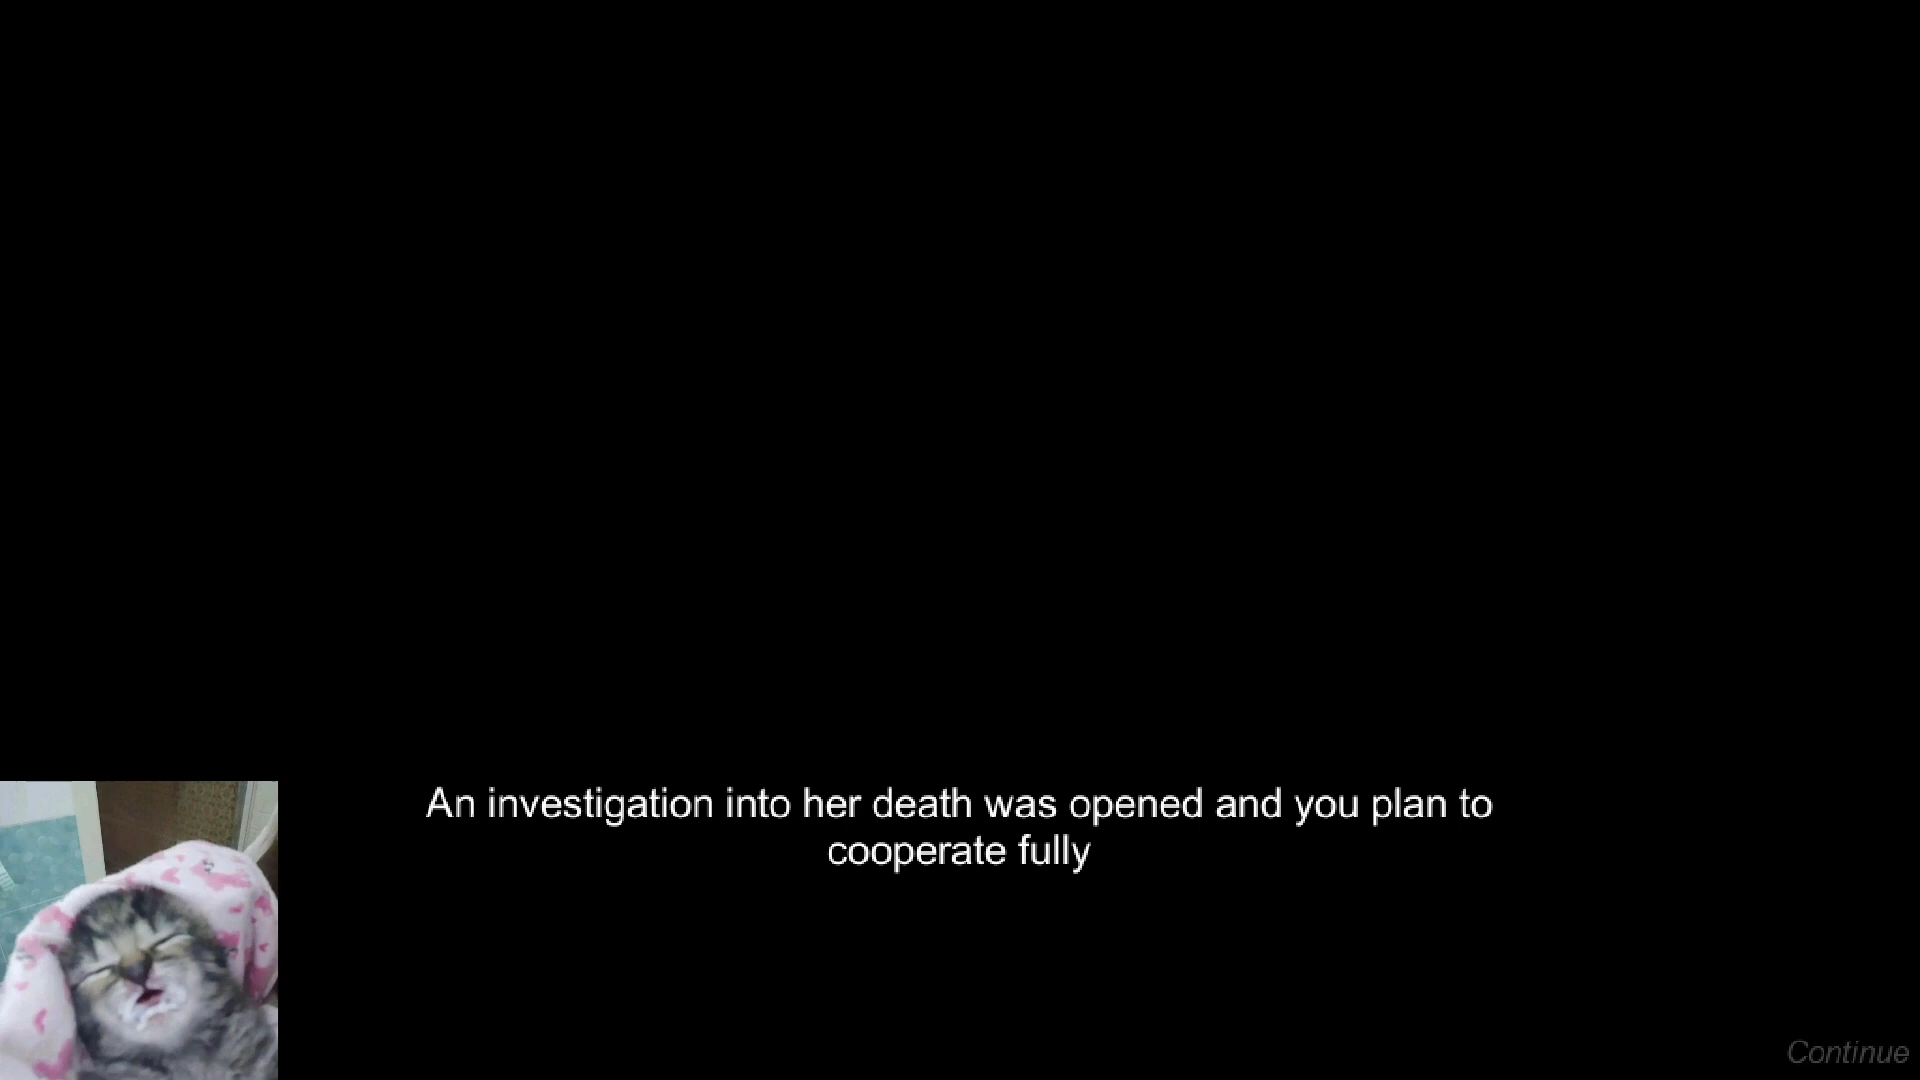 An investigation into her death was opened and you plan to
cooperate fully
Continue